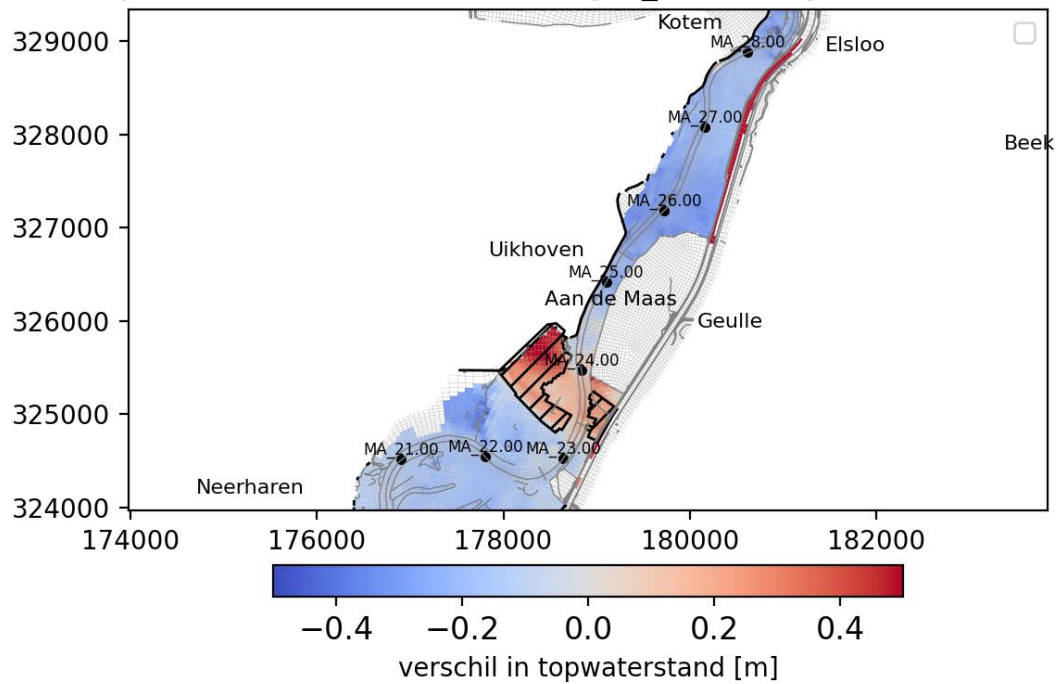 329000
Kotem
MA_28.00
Elsloo
328000
MA_27.00
Beek
327000
MA_26.00
Uikhoven
MA_25.00
326000
Aan de Maas
Geulle
MA_24.00
325000
MA_21.00
MA_22.00
MA_23.00
Neerharen
324000
174000 176000 178000 180000 182000
−0.4 −0.2 0.0 0.2 0.4
verschil in topwaterstand [m]